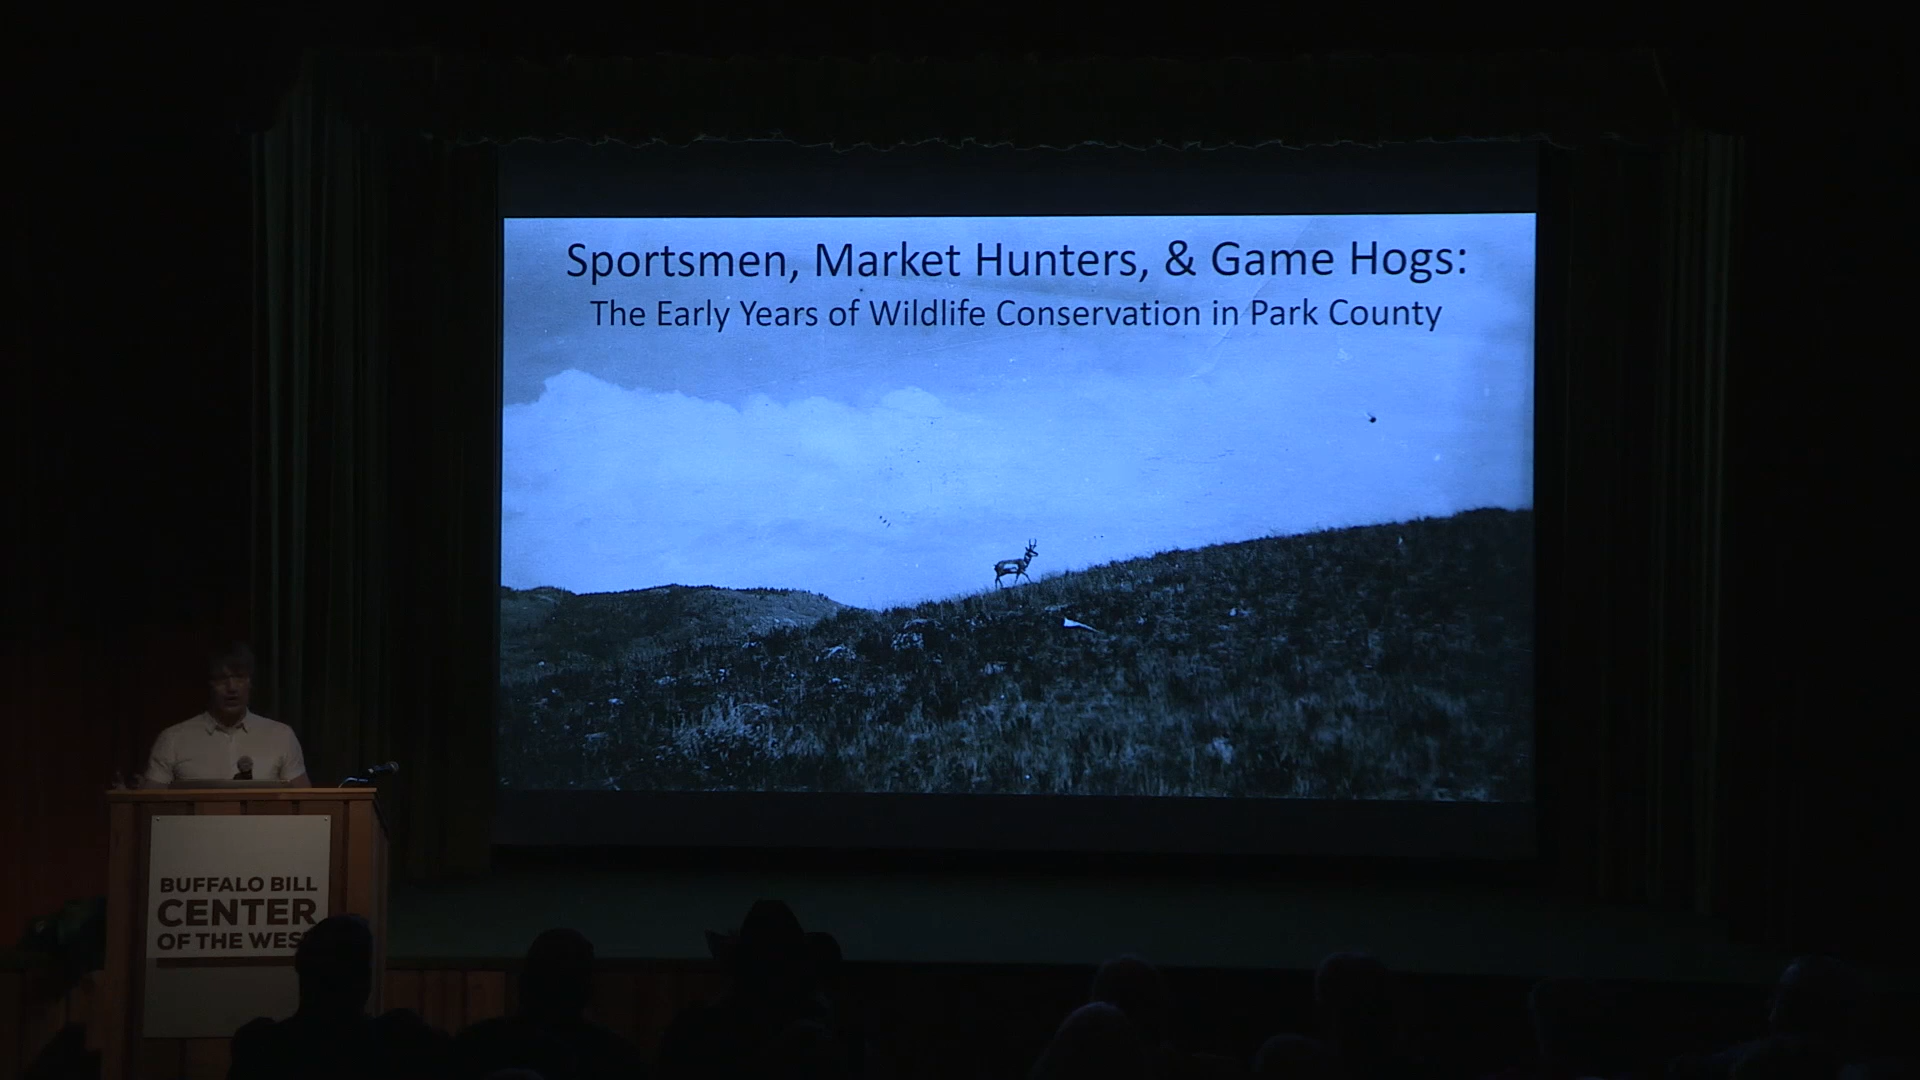 Sportsmen, Market Hunters, & Game Hogs:
The Early Years of Wildlife Conservation in Park County
BUFFALO BILL
CENTER
OF THE WES